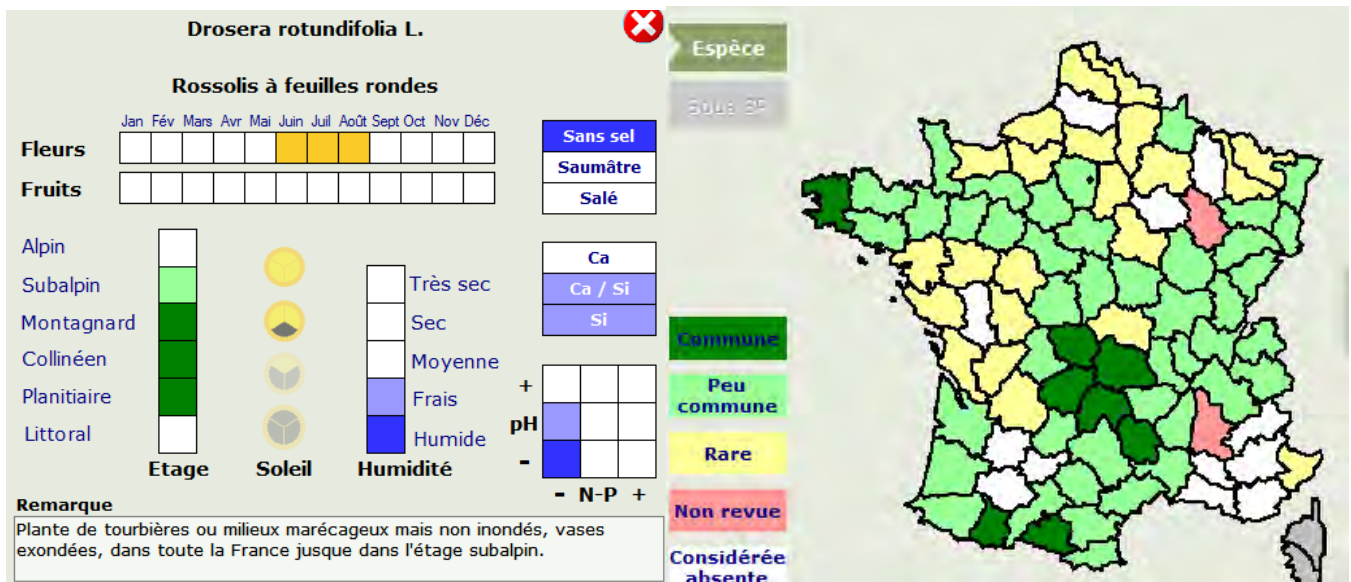 Drosera rotundifolia L.
Rossolis à feuilles rondes
Jan Fév Mars Avr Mai Juin Juil Août Sept Oct Nov Déc
Fleurs
Fruits
Sans sel
Saumâtre
Salé
Alpin
Subalpin
Montagnard
Collinéen
Planitiaire
Littoral
Etage
Soleil
Très sec
Sec
Moyenne
Frais
Humide
Humidité
Ca
Ca / Si
Si
+
pH
-
- N-P +
Remarque
Plante de tourbières ou milieux marécageux mais non inondés, vases
exondées, dans toute la France jusque dans l'étage subalpin.
Espèce
Commune
Peu
commune
Rare
Non revue
Considérée
absente